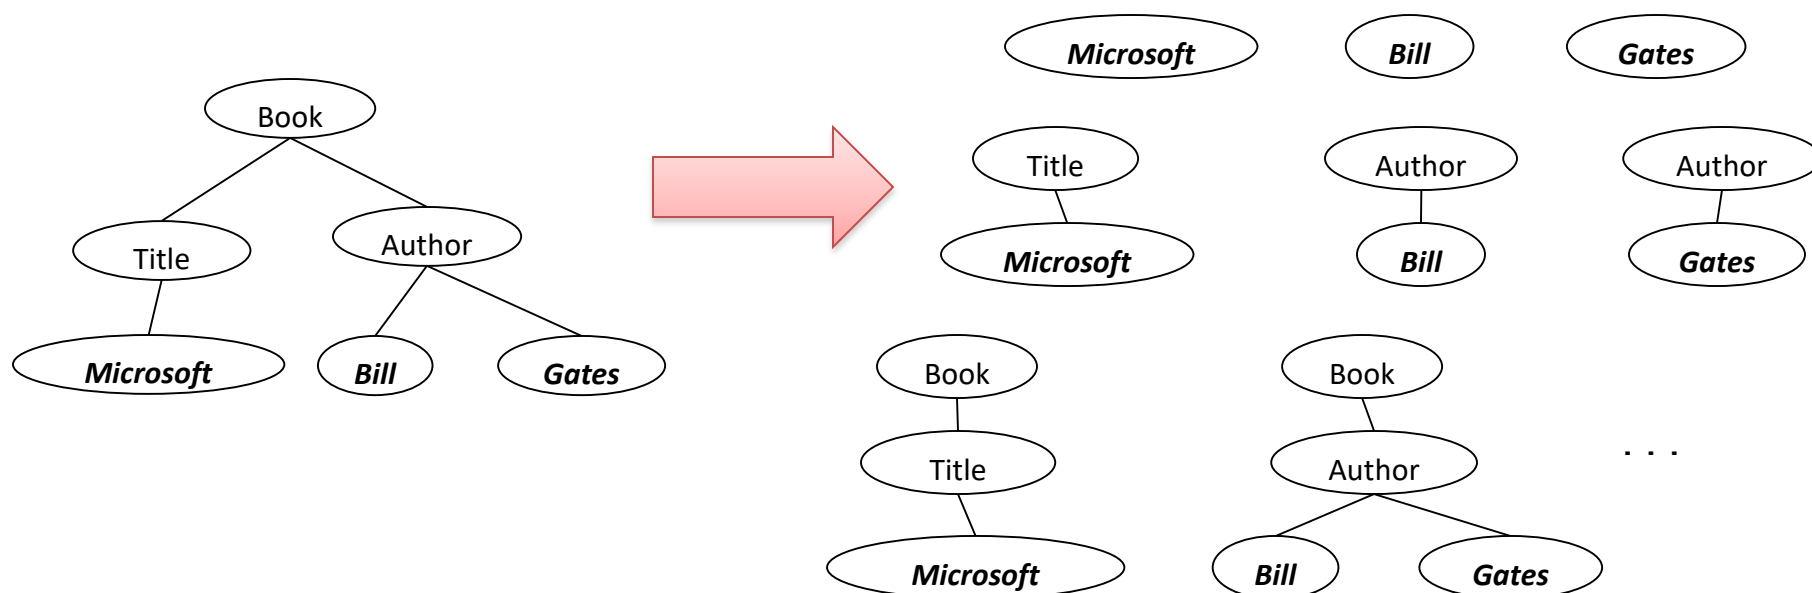 Book
Title
Author
Microsoft
Bill
Gates
Microsoft
Bill
Gates
Title
Author
Author
Microsoft
Bill
Gates
Book
Book
Title
Author
. . .
Microsoft
Bill
Gates